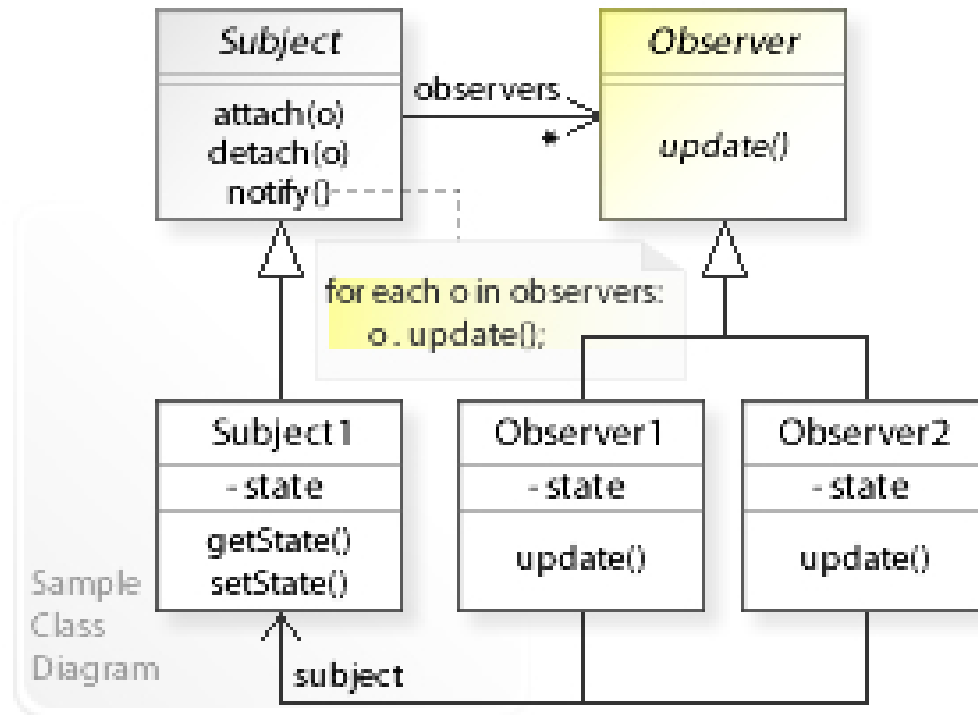 Subject
attach(o)
detach(o)
notify()
observers
*
Observer
update()
for each o in observers:
o . update();
Subject1
- state
getState()
setState()
Observer1
- state
update()
Observer2
- state
update()
subject
Sample
Class
Diagram